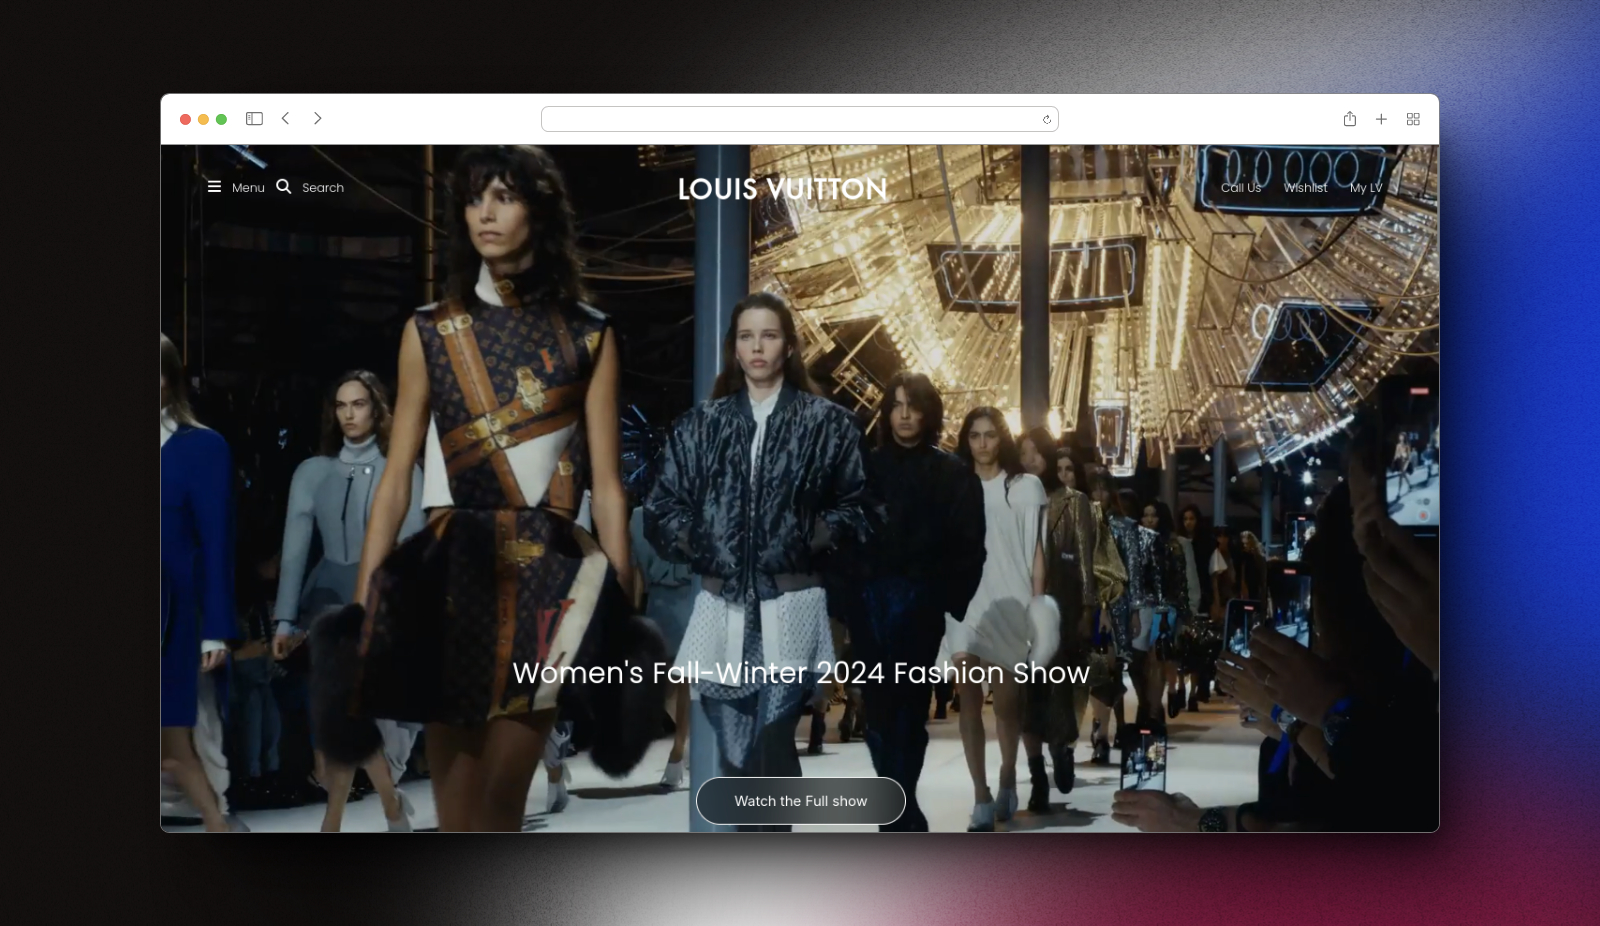 Menu Search LOUIS VUITTON Call Us Wishlist My LV
Women's Fall-Winter 2024 Fashion Show
Watch the Full show